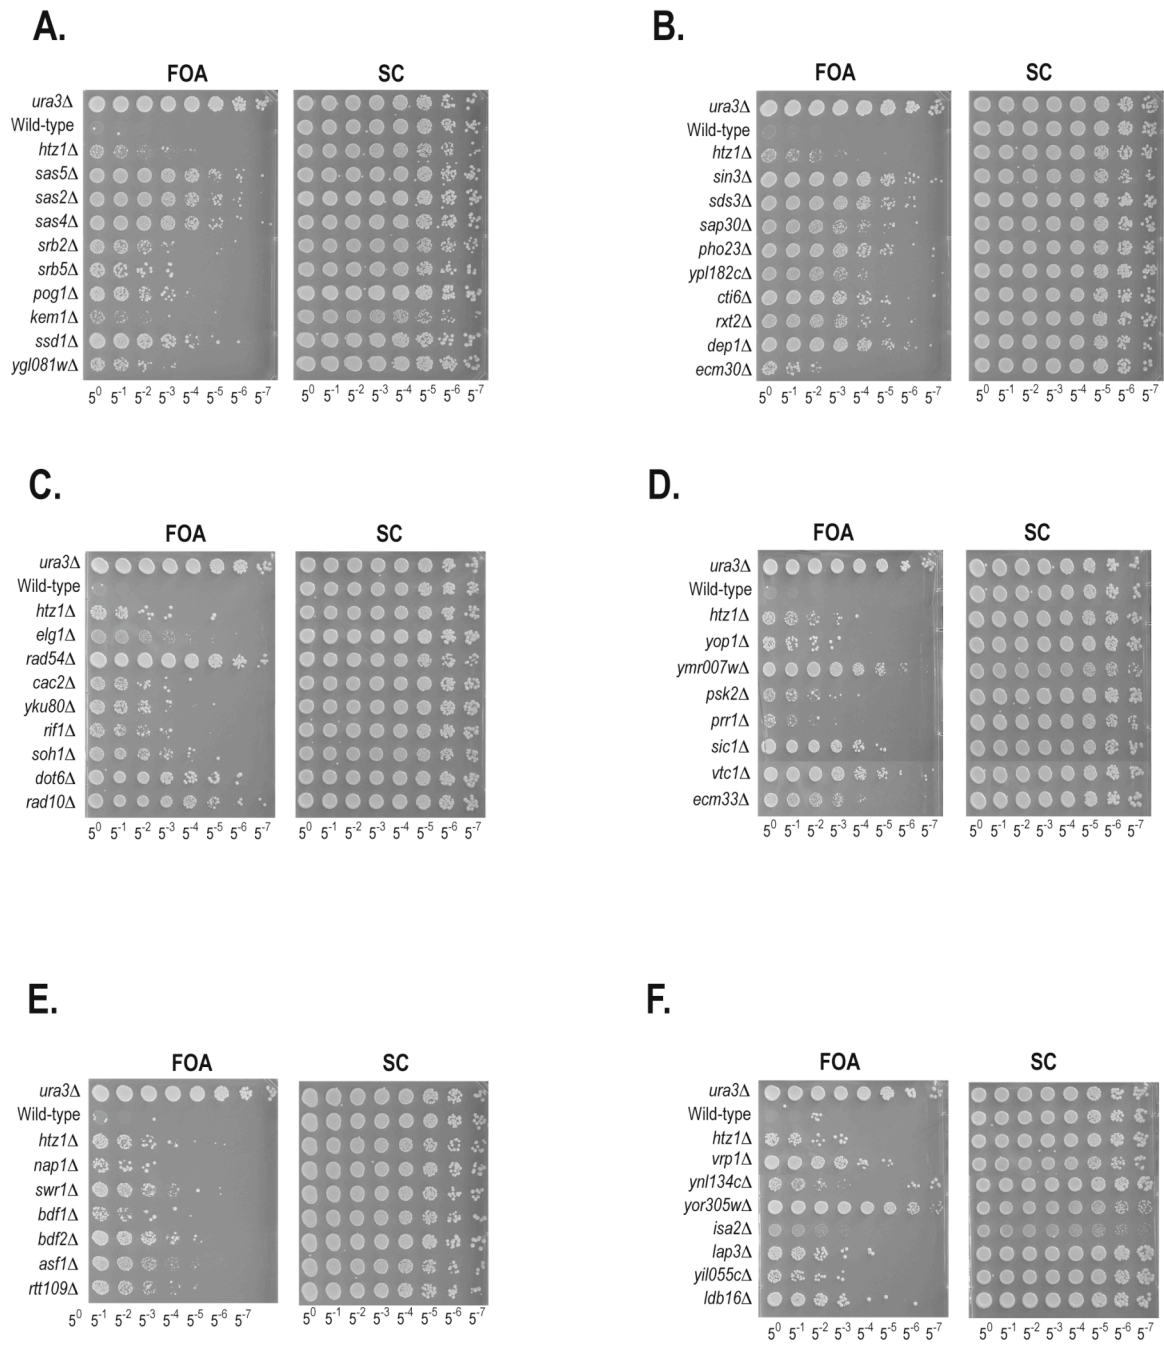 A.
FOA SC
ura3Δ
Wild-type
htz1Δ
sas5Δ
sas2Δ
sas4Δ
srb2Δ
srb5Δ
pog1Δ
kem1Δ
ssd1Δ
ygl081wΔ
5⁰ 5⁻¹ 5⁻² 5⁻³ 5⁻⁴ 5⁻⁵ 5⁻⁶ 5⁻⁷ 5⁰ 5⁻¹ 5⁻² 5⁻³ 5⁻⁴ 5⁻⁵ 5⁻⁶ 5⁻⁷
B.
FOA SC
ura3Δ
Wild-type
htz1Δ
sin3Δ
sds3Δ
sap30Δ
pho23Δ
ypl182cΔ
cti6Δ
rxt2Δ
dep1Δ
ecm30Δ
5⁰ 5⁻¹ 5⁻² 5⁻³ 5⁻⁴ 5⁻⁵ 5⁻⁶ 5⁻⁷ 5⁰ 5⁻¹ 5⁻² 5⁻³ 5⁻⁴ 5⁻⁵ 5⁻⁶ 5⁻⁷
C.
FOA SC
ura3Δ
Wild-type
htz1Δ
elg1Δ
rad54Δ
cac2Δ
yku80Δ
rif1Δ
soh1Δ
dot6Δ
rad10Δ
5⁰ 5⁻¹ 5⁻² 5⁻³ 5⁻⁴ 5⁻⁵ 5⁻⁶ 5⁻⁷ 5⁰ 5⁻¹ 5⁻² 5⁻³ 5⁻⁴ 5⁻⁵ 5⁻⁶ 5⁻⁷
D.
FOA SC
ura3Δ
Wild-type
htz1Δ
yop1Δ
ymr007wΔ
psk2Δ
prr1Δ
sic1Δ
vtc1Δ
ecm33Δ
5⁰ 5⁻¹ 5⁻² 5⁻³ 5⁻⁴ 5⁻⁵ 5⁻⁶ 5⁻⁷ 5⁰ 5⁻¹ 5⁻² 5⁻³ 5⁻⁴ 5⁻⁵ 5⁻⁶ 5⁻⁷
E.
FOA SC
ura3Δ
Wild-type
htz1Δ
nap1Δ
swr1Δ
bdf1Δ
bdf2Δ
asf1Δ
rtt109Δ
5⁰ 5⁻¹ 5⁻² 5⁻³ 5⁻⁴ 5⁻⁵ 5⁻⁶ 5⁻⁷ 5⁰ 5⁻¹ 5⁻² 5⁻³ 5⁻⁴ 5⁻⁵ 5⁻⁶ 5⁻⁷
F.
FOA SC
ura3Δ
Wild-type
htz1Δ
vrp1Δ
ynl134cΔ
yor305wΔ
isa2Δ
lap3Δ
yil055cΔ
ldb16Δ
5⁰ 5⁻¹ 5⁻² 5⁻³ 5⁻⁴ 5⁻⁵ 5⁻⁶ 5⁻⁷ 5⁰ 5⁻¹ 5⁻² 5⁻³ 5⁻⁴ 5⁻⁵ 5⁻⁶ 5⁻⁷